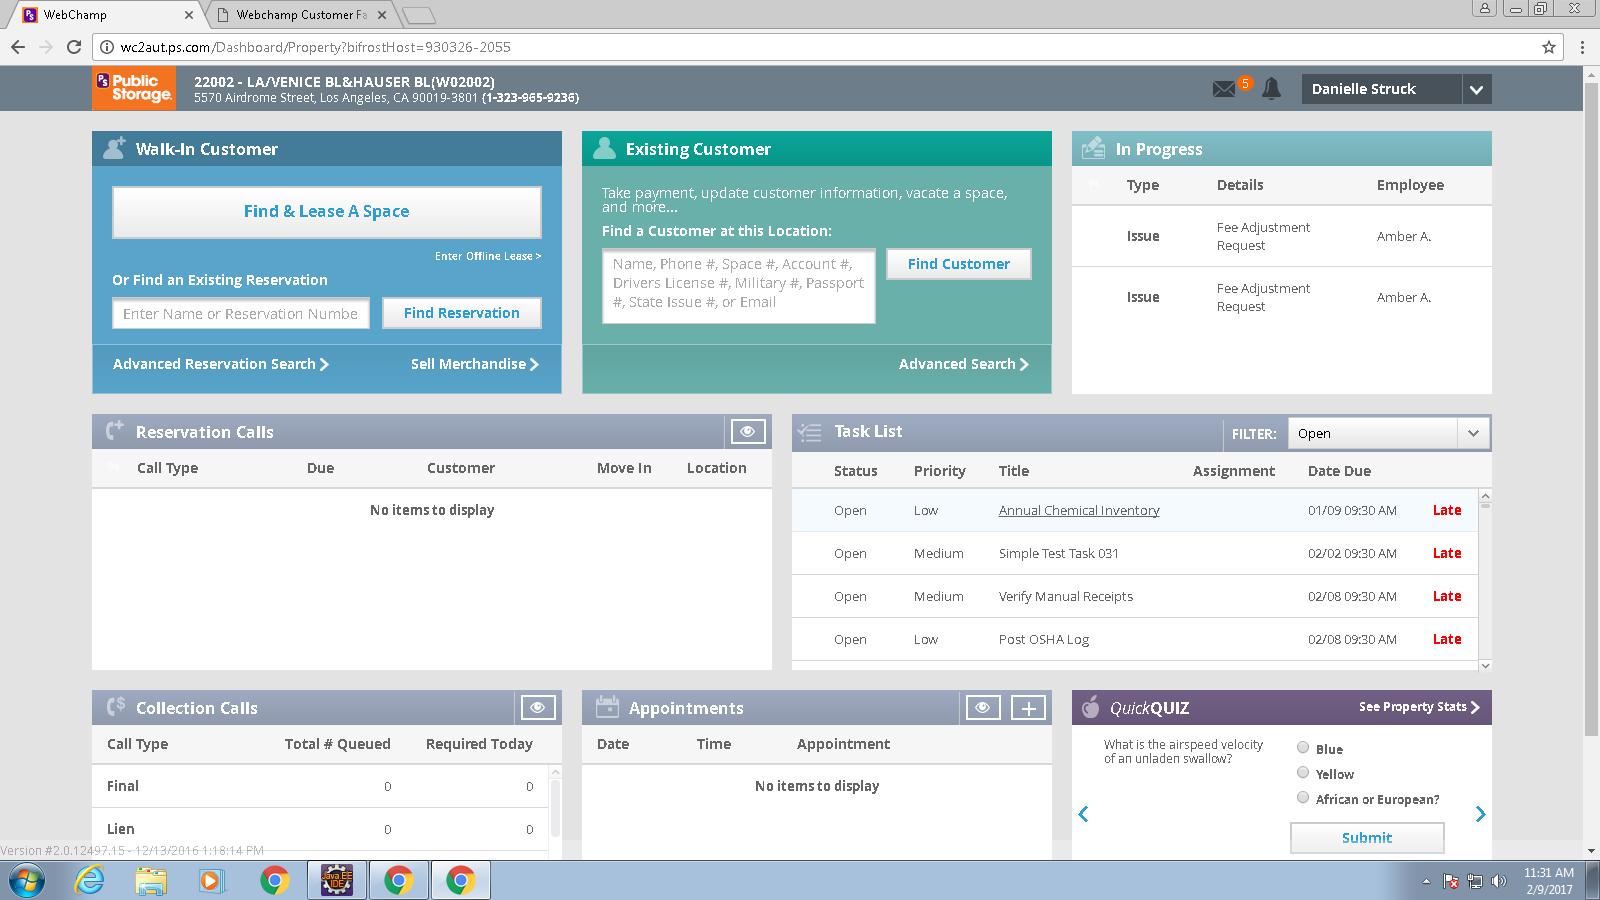 WebChamp
Webchamp Customer Fa
wc2aut.ps.com/Dashboard/Property?bifrostHost=930326-2055
PS Public Storage.
22002 - LA/VENICE BL&HAUSER BL(W02002)
5570 Airdrome Street, Los Angeles, CA 90019-3801 (1-323-965-9236)
5
Danielle Struck
Walk-In Customer
Find & Lease A Space
Enter Offline Lease >
Or Find an Existing Reservation
Enter Name or Reservation Numbe
Find Reservation
Advanced Reservation Search
Sell Merchandise
Existing Customer
Take payment, update customer information, vacate a space,
and more...
Find a Customer at this Location:
Name, Phone #, Space #, Account #,
Drivers License #, Military #, Passport
#, State Issue #, or Email
Find Customer
Advanced Search
In Progress
Type Details Employee
Issue Fee Adjustment Request Amber A.
Issue Fee Adjustment Request Amber A.
Reservation Calls
Call Type Due Customer Move In Location
No items to display
Task List
FILTER: Open
Status Priority Title Assignment Date Due
Open Low Annual Chemical Inventory 01/09 09:30 AM Late
Open Medium Simple Test Task 031 02/02 09:30 AM Late
Open Medium Verify Manual Receipts 02/08 09:30 AM Late
Open Low Post OSHA Log 02/08 09:30 AM Late
Collection Calls
Call Type Total # Queued Required Today
Final 0 0
Lien 0 0
Appointments
Date Time Appointment
No items to display
QuickQUIZ
See Property Stats
What is the airspeed velocity
of an unladen swallow?
Blue
Yellow
African or European?
Submit
Version #2.0.12497.15 - 12/13/2016 1:18:14 PM
Java EE
IDE
11:31 AM
2/9/2017